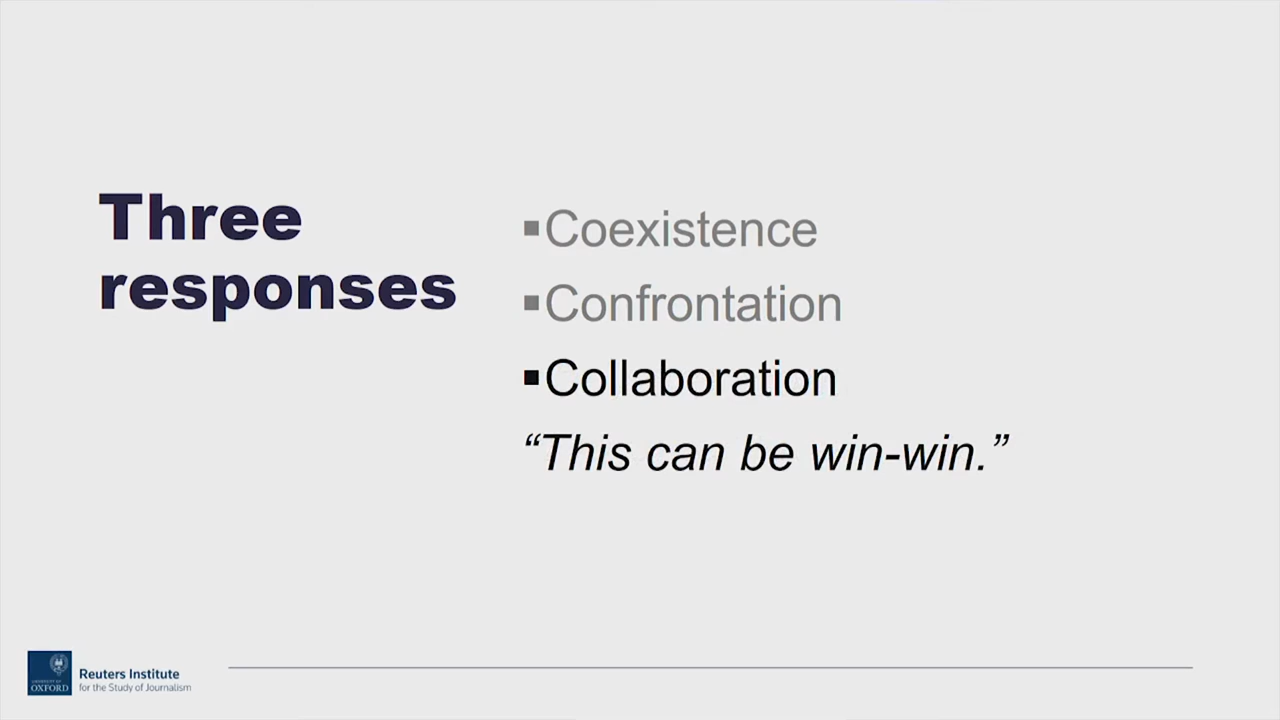 Three
responses
▪Coexistence
▪Confrontation
▪Collaboration
“This can be win-win.”
UNIVERSITY OF
OXFORD
Reuters Institute
for the Study of Journalism